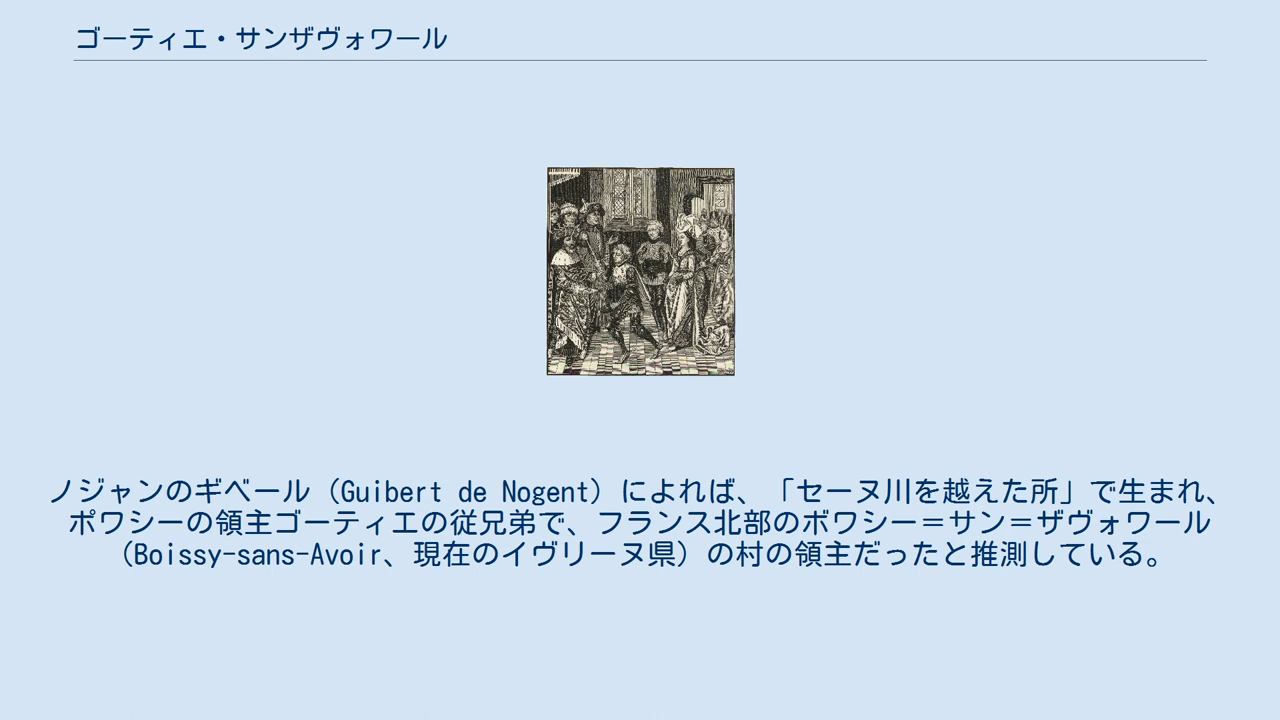 ゴーティエ・サンザヴォワール
ノジャンのギベール（Guibert de Nogent）によれば、「セーヌ川を越えた所」で生まれ、
ポワシーの領主ゴーティエの従兄弟で、フランス北部のボワシー＝サン＝ザヴォワール
（Boissy-sans-Avoir、現在のイヴリーヌ県）の村の領主だったと推測している。